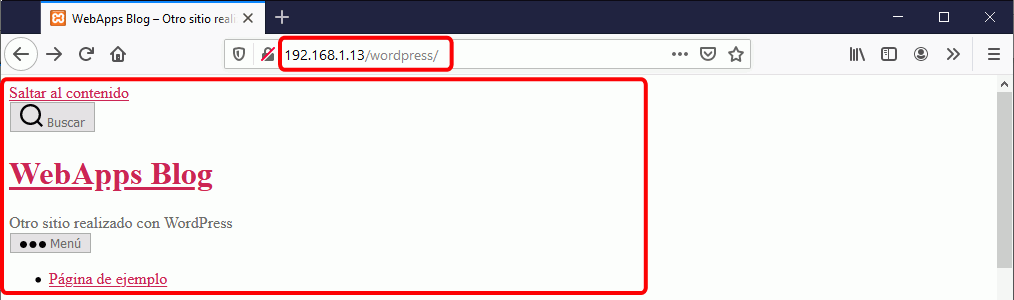 WebApps Blog – Otro sitio reali
192.168.1.13/wordpress/
Saltar al contenido
Buscar
WebApps Blog
Otro sitio realizado con WordPress
Menú
Página de ejemplo